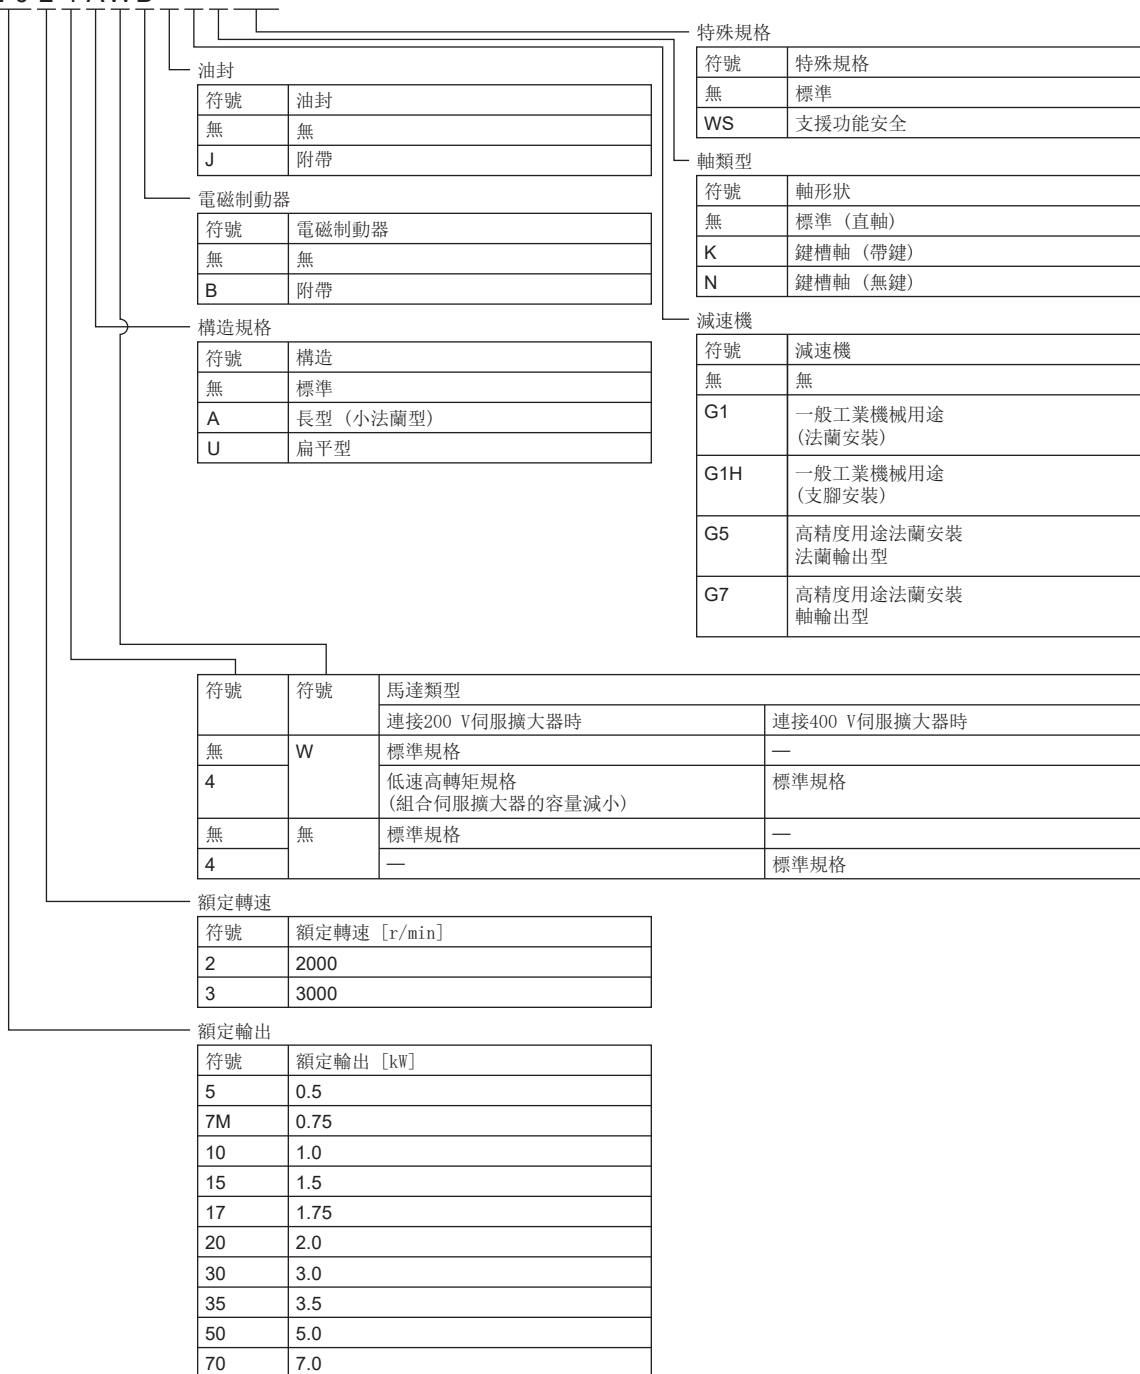 油封
符號 油封
無 無
J 附帶
電磁制動器
符號 電磁制動器
無 無
B 附帶
構造規格
符號 構造
無 標準
A 長型 (小法蘭型)
U 扁平型
特殊規格
符號 特殊規格
無 標準
WS 支援功能安全
軸類型
符號 軸形狀
無 標準 (直軸)
K 鍵槽軸 (帶鍵)
N 鍵槽軸 (無鍵)
減速機
符號 減速機
無 無
G1 一般工業機械用途
(法蘭安裝)
G1H 一般工業機械用途
(支腳安裝)
G5 高精度用途法蘭安裝
法蘭輸出型
G7 高精度用途法蘭安裝
軸輸出型
符號 符號 馬達類型
連接200 V伺服擴大器時 連接400 V伺服擴大器時
無 W 標準規格 —
4 低速高轉矩規格 標準規格
(組合伺服擴大器的容量減小)
無 無 標準規格 —
4 — 標準規格
額定轉速
符號 額定轉速 [r/min]
2 2000
3 3000
額定輸出
符號 額定輸出 [kW]
5 0.5
7M 0.75
10 1.0
15 1.5
17 1.75
20 2.0
30 3.0
35 3.5
50 5.0
70 7.0